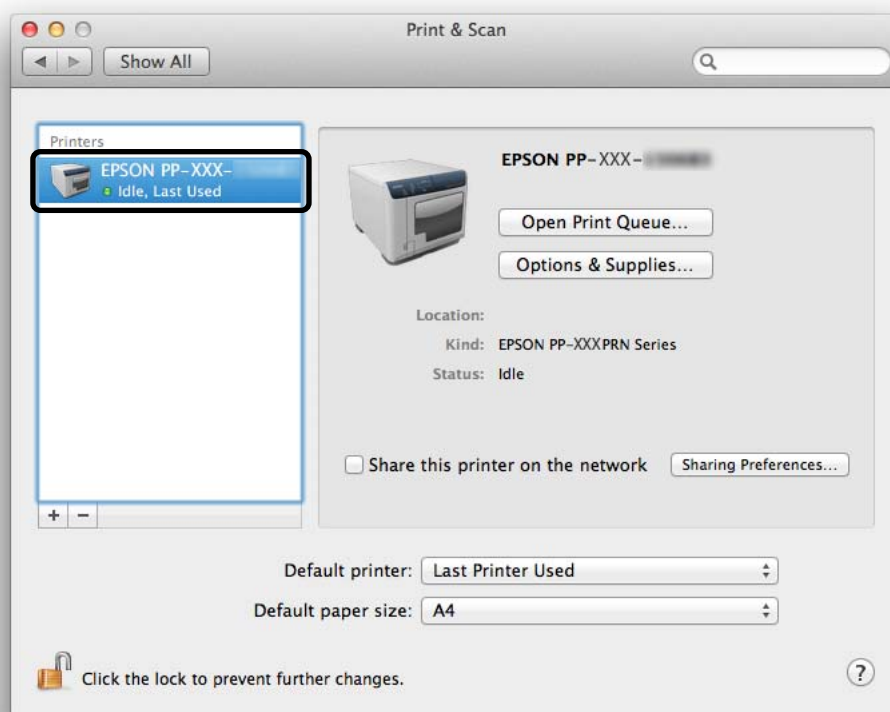 Print & Scan
Show All
Printers
EPSON PP-XXX-
Idle, Last Used
EPSON PP-XXX-
Open Print Queue...
Options & Supplies...
Location:
Kind: EPSON PP-XXXPRN Series
Status: Idle
Share this printer on the network Sharing Preferences...
+ −
Default printer: Last Printer Used
Default paper size: A4
Click the lock to prevent further changes. ?